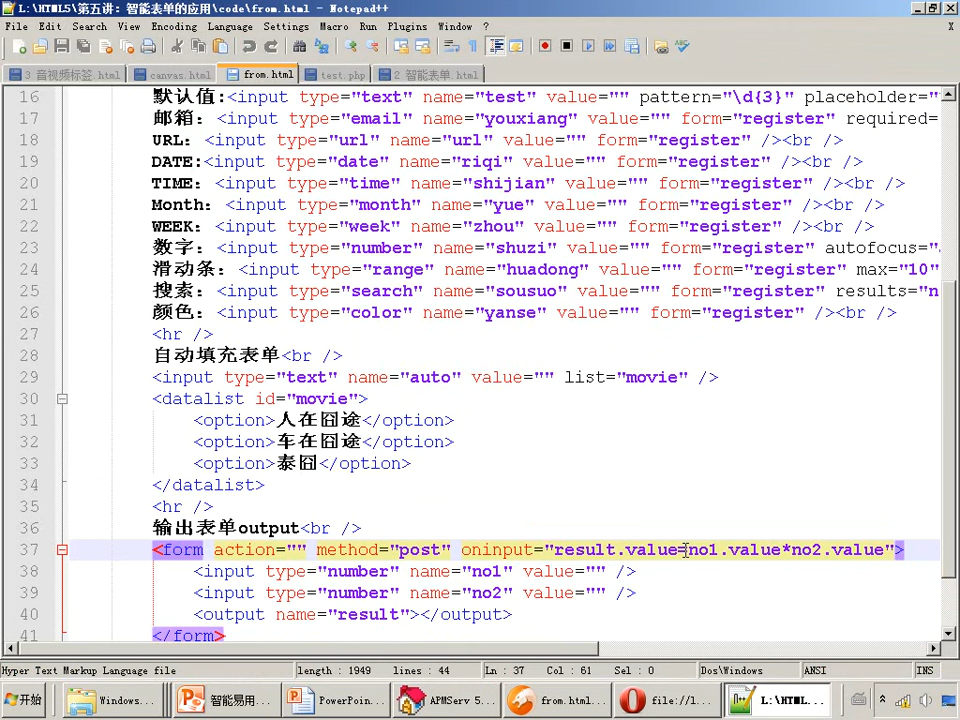 L:\HTML5\第五讲：智能表单的应用\code\from.html - Notepad++
File Edit Search View Encoding Language Settings Macro Run Plugins Window ? X
3 音视频标签.html canvas.html from.html test.php 2 智能表单.html
16 默认值:<input type="text" name="test" value="" pattern="\d{3}" placeholder="
17 邮箱：<input type="email" name="youxiang" value="" form="register" required=
18 URL：<input type="url" name="url" value="" form="register" /><br />
19 DATE:<input type="date" name="riqi" value="" form="register" /><br />
20 TIME：<input type="time" name="shijian" value="" form="register" /><br />
21 Month：<input type="month" name="yue" value="" form="register" /><br />
22 WEEK：<input type="week" name="zhou" value="" form="register" /><br />
23 数字：<input type="number" name="shuzi" value="" form="register" autofocus="
24 滑动条：<input type="range" name="huadong" value="" form="register" max="10"
25 搜素：<input type="search" name="sousuo" value="" form="register" results="n
26 颜色：<input type="color" name="yanse" value="" form="register" /><br />
27 <hr />
28 自动填充表单<br />
29 <input type="text" name="auto" value="" list="movie" />
30 <datalist id="movie">
31 <option>人在囧途</option>
32 <option>车在囧途</option>
33 <option>泰囧</option>
34 </datalist>
35 <hr />
36 输出表单output<br />
37 <form action="" method="post" oninput="result.value=no1.value*no2.value">
38 <input type="number" name="no1" value="" />
39 <input type="number" name="no2" value="" />
40 <output name="result"></output>
41 </form>
Hyper Text Markup Language file length : 1949 lines : 44 Ln : 37 Col : 61 Sel : 0 Dos\Windows ANSI INS
开始 Windows... 智能易用... PowerPoin... APMServ 5... from.html... file://l... L:\HTML...